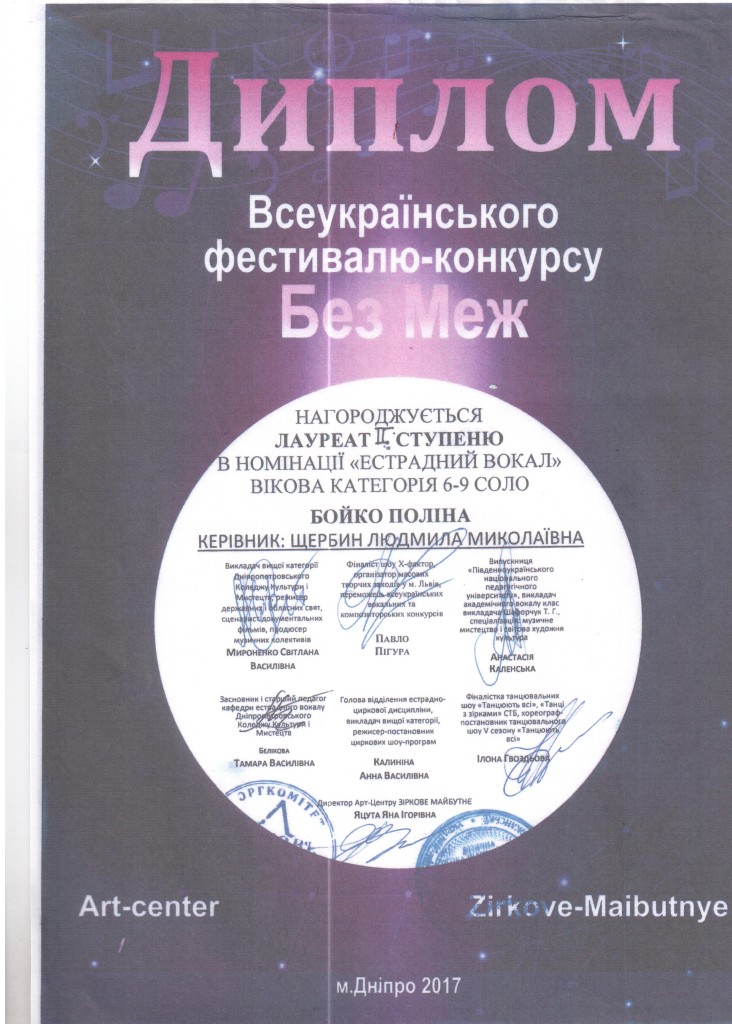 Диплом
Всеукраїнського
фестивалю-конкурсу
Без Меж
НАГОРОДЖУЄТЬСЯ
ЛАУРЕАТ II СТУПЕНЮ
В НОМІНАЦІЇ «ЕСТРАДНИЙ ВОКАЛ»
ВІКОВА КАТЕГОРІЯ 6-9 СОЛО
БОЙКО ПОЛІНА
КЕРІВНИК: ЩЕРБИН ЛЮДМИЛА МИКОЛАЇВНА
Викладач вищої категорії
Дніпропетровського
Коледжу Культури і
Мистецтв, режисер
державних і обласних свят,
сценарист документальних
фільмів, продюсер
музичних колективів
МИРОНЕНКО СВІТЛАНА
ВАСИЛІВНА
Фіналіст шоу Х-фактор,
організатор масових
творчих заходів у м. Львів,
переможець всеукраїнських
вокальних та
композиторських конкурсів
ПАВЛО
ПІГУРА
Випускниця
«Південноукраїнського
національного
педагогічного
університету», викладач
академічного вокалу клас
викладача Шафорчук Т. Г.,
спеціалізація: музичне
мистецтво і світова художня
культура
АНАСТАСІЯ
КАЛЕНСЬКА
Засновник і старший педагог
кафедри естрадного вокалу
Дніпропетровського
Коледжу Культури і
Мистецтв
БЄЛІКОВА
ТАМАРА ВАСИЛІВНА
Голова відділення естрадно-
циркової дисципліни,
викладач вищої категорії,
режисер-постановник
циркових шоу-програм
КАЛИНІНА
АННА ВАСИЛІВНА
Фіналістка танцювальних
шоу «Танцюють всі», «Танці
з зірками» СТБ, хореограф-
постановник танцювального
шоу V сезону «Танцюють
всі»
ІЛОНА ГВОЗДЬОВА
Директор Арт-Центру ЗІРКОВЕ МАЙБУТНЄ
ЯЦУТА ЯНА ІГОРІВНА
ОРГКОМІТЕТ
Art-center
Zirkove-Maibutnye
м.Дніпро 2017